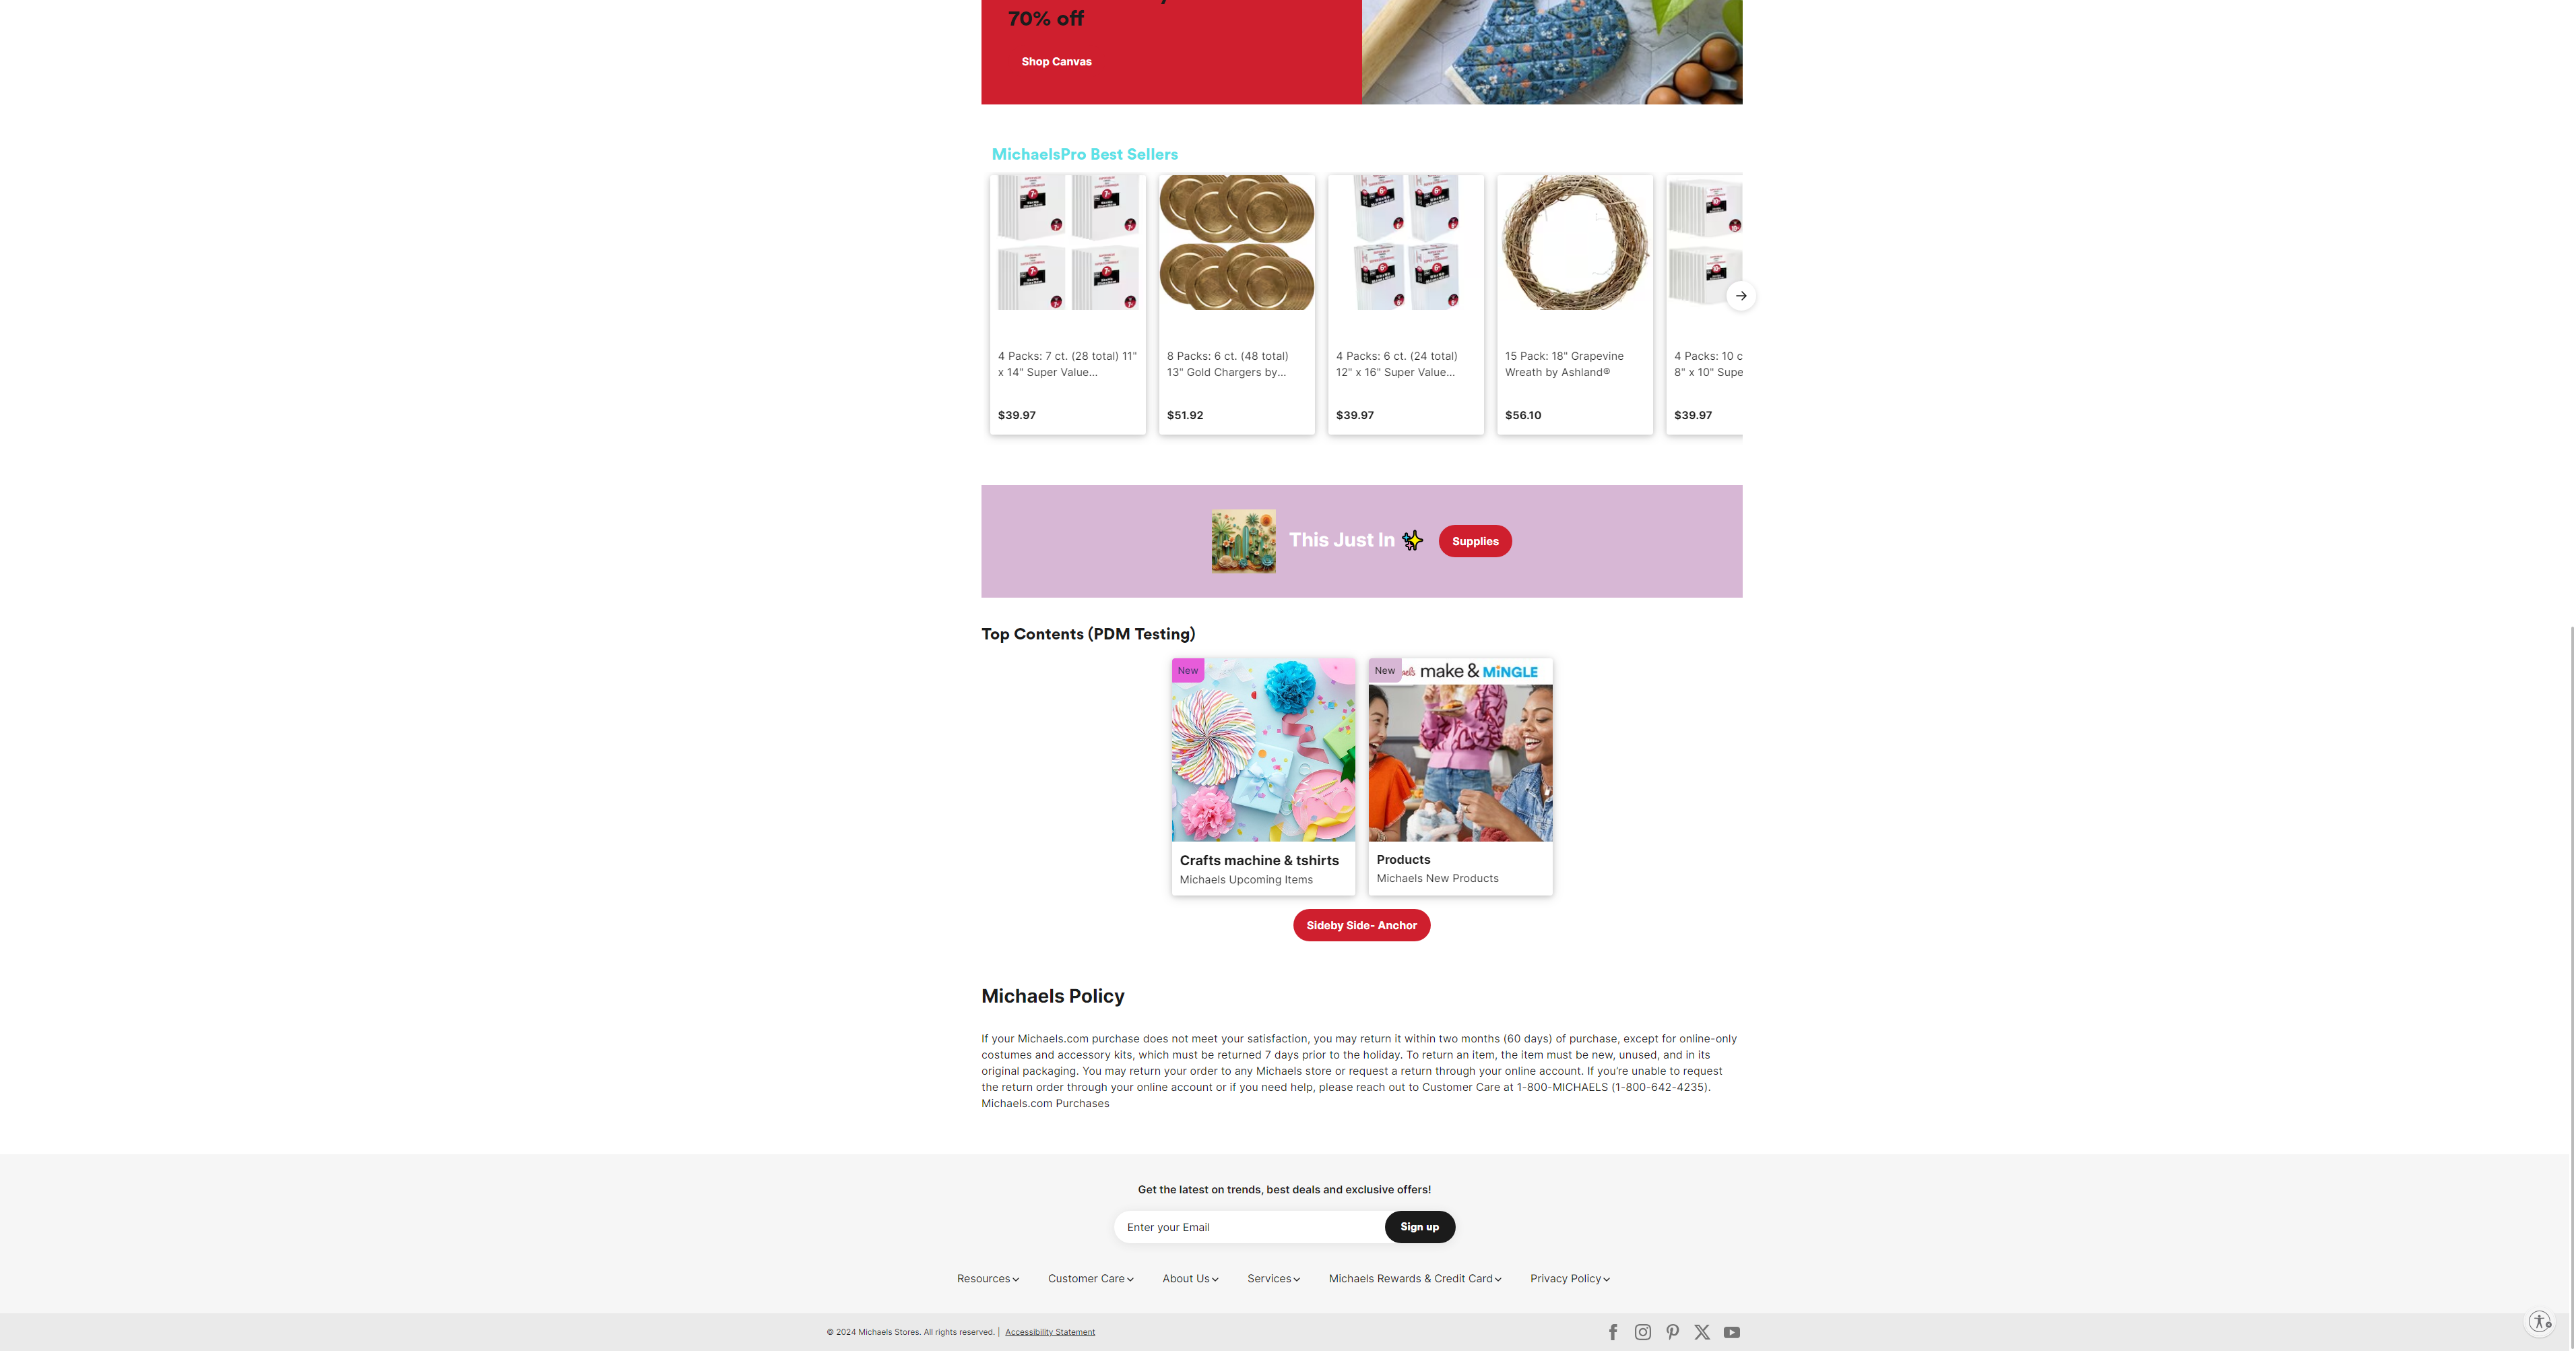 70% off
Shop Canvas
MichaelsPro Best Sellers
4 Packs: 7 ct. (28 total) 11"
x 14" Super Value...
$39.97
8 Packs: 6 ct. (48 total)
13" Gold Chargers by...
$51.92
4 Packs: 6 ct. (24 total)
12" x 16" Super Value...
$39.97
15 Pack: 18" Grapevine
Wreath by Ashland®
$56.10
4 Packs: 10 c
8" x 10" Supe
$39.97
This Just In ✨
Supplies
Top Contents (PDM Testing)
New
Crafts machine & tshirts
Michaels Upcoming Items
New
make & MiNGLE
Products
Michaels New Products
Sideby Side- Anchor
Michaels Policy
If your Michaels.com purchase does not meet your satisfaction, you may return it within two months (60 days) of purchase, except for online-only
costumes and accessory kits, which must be returned 7 days prior to the holiday. To return an item, the item must be new, unused, and in its
original packaging. You may return your order to any Michaels store or request a return through your online account. If you're unable to request
the return order through your online account or if you need help, please reach out to Customer Care at 1-800-MICHAELS (1-800-642-4235).
Michaels.com Purchases
Get the latest on trends, best deals and exclusive offers!
Enter your Email
Sign up
Resources
Customer Care
About Us
Services
Michaels Rewards & Credit Card
Privacy Policy
© 2024 Michaels Stores. All rights reserved. |
Accessibility Statement